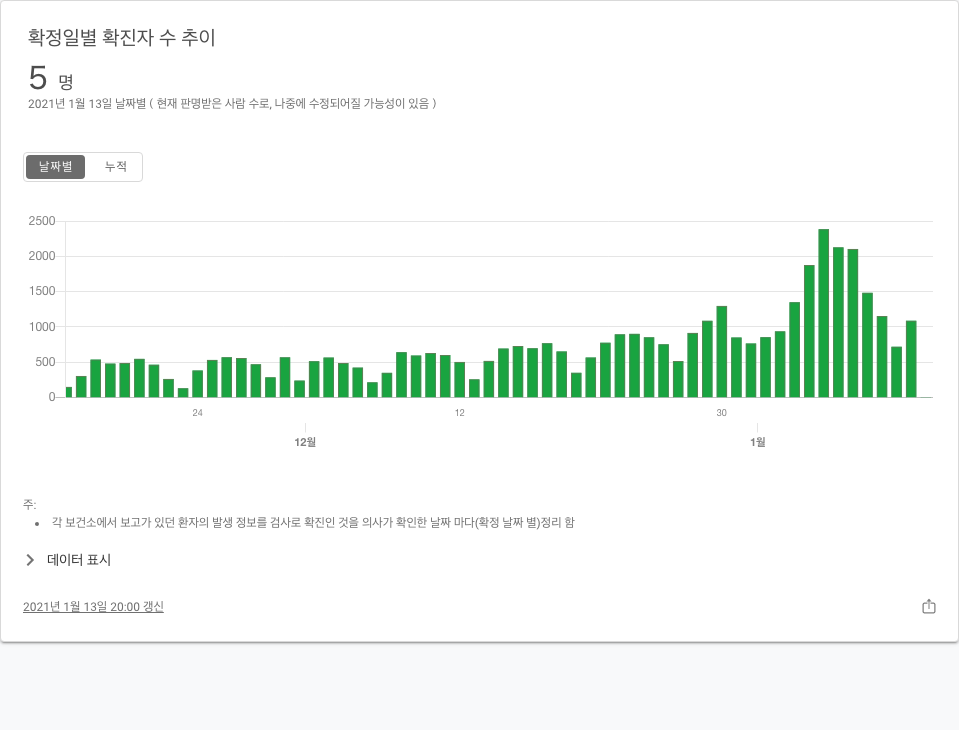 확정일별 확진자 수 추이
5 명
2021년 1월 13일 날짜별 ( 현재 판명받은 사람 수로, 나중에 수정되어질 가능성이 있음 )
날짜별 누적
2500
2000
1500
1000
500
0
24 12 30
12월 1월
주:
각 보건소에서 보고가 있던 환자의 발생 정보를 검사로 확진인 것을 의사가 확인한 날짜 마다(확정 날짜 별)정리 함
데이터 표시
2021년 1월 13일 20:00 갱신